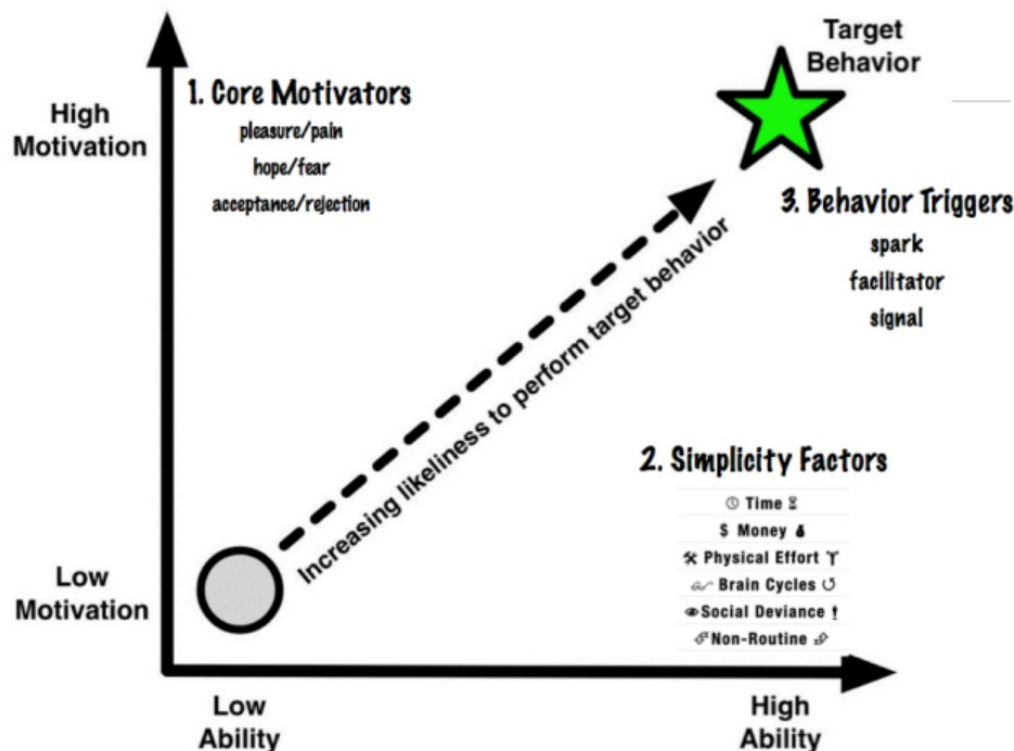 Target
Behavior
High
Motivation
1. Core Motivators
pleasure/pain
hope/fear
acceptance/rejection
3. Behavior Triggers
spark
facilitator
signal
Increasing likeliness to perform target behavior
2. Simplicity Factors
Time
$ Money
Physical Effort
Brain Cycles
Social Deviance
Non-Routine
Low
Motivation
Low
Ability
High
Ability